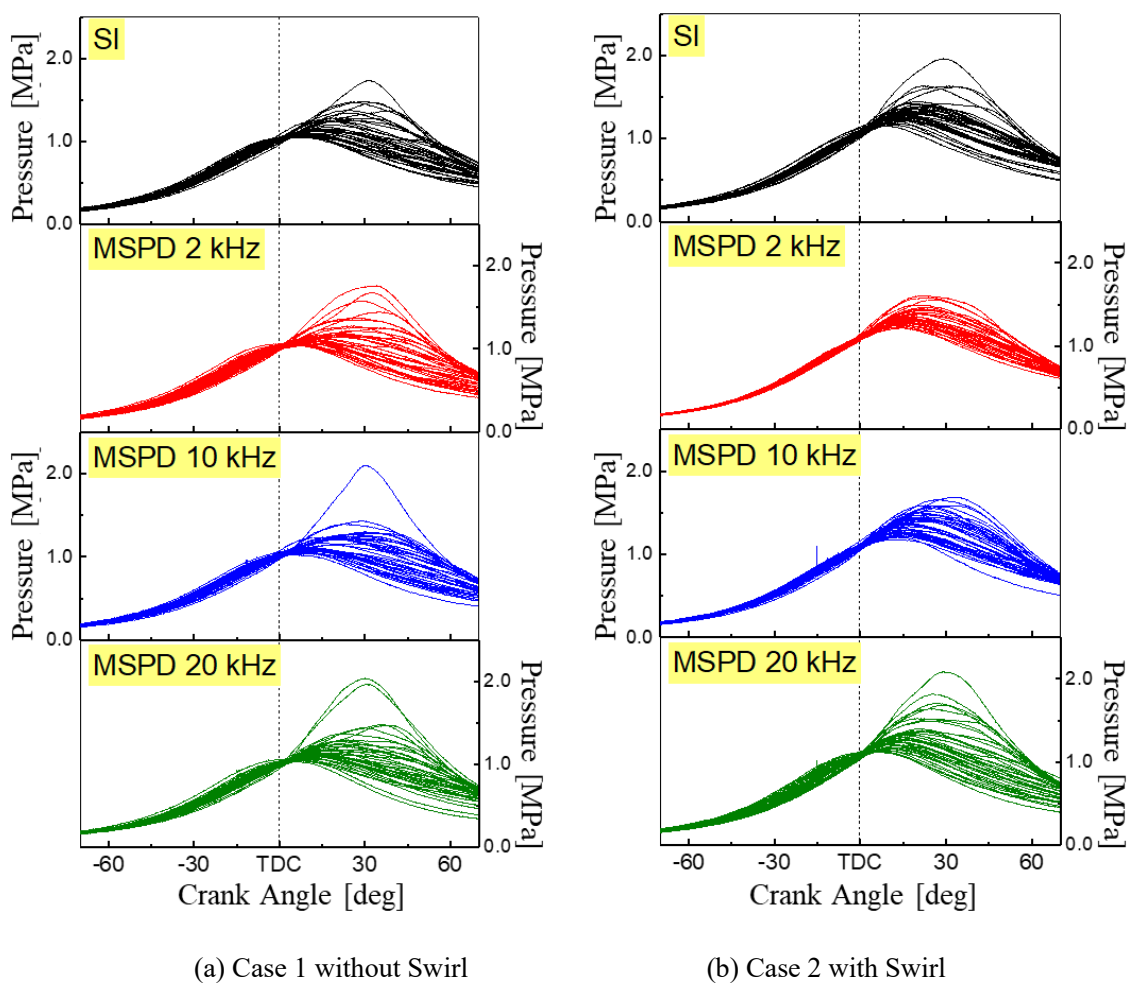 SI
2.0
1.0
0.0
Pressure [MPa]
MSPD 2 kHz
2.0
1.0
0.0
Pressure [MPa]
MSPD 10 kHz
2.0
1.0
0.0
Pressure [MPa]
MSPD 20 kHz
2.0
1.0
0.0
Pressure [MPa]
-60 -30 TDC 30 60
Crank Angle [deg]
(a) Case 1 without Swirl
SI
2.0
1.0
0.0
Pressure [MPa]
MSPD 2 kHz
2.0
1.0
0.0
Pressure [MPa]
MSPD 10 kHz
2.0
1.0
0.0
Pressure [MPa]
MSPD 20 kHz
2.0
1.0
0.0
Pressure [MPa]
-60 -30 TDC 30 60
Crank Angle [deg]
(b) Case 2 with Swirl